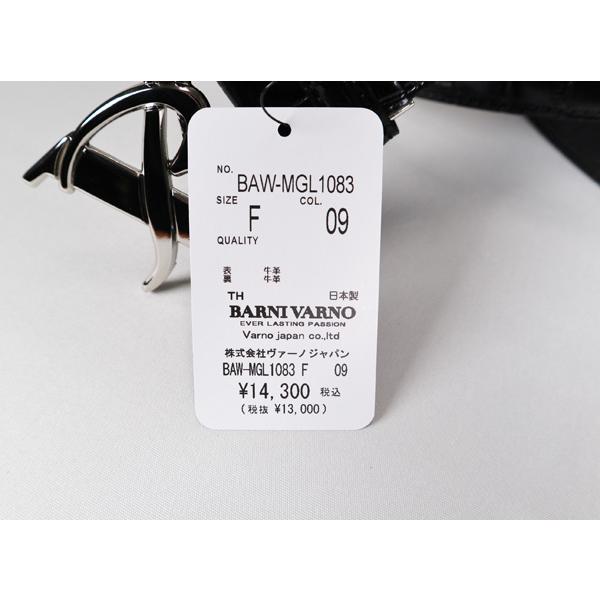 NO. BAW-MGL1083
SIZE COL.
F 09
QUALITY
表 牛革
裏 牛革
TH 日本製
BARNI VARNO
EVER LASTING PASSION
Varno japan co.,ltd
株式会社ヴァーノジャパン
BAW-MGL1083 F 09
¥14,300 税込
(税抜 ¥13,000)